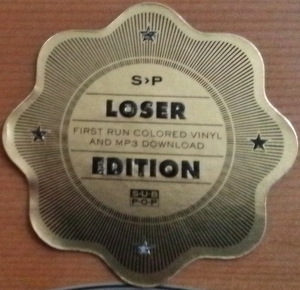 S›P
LOSER
FIRST RUN COLORED VINYL
AND MP3 DOWNLOAD
EDITION
SUB
POP